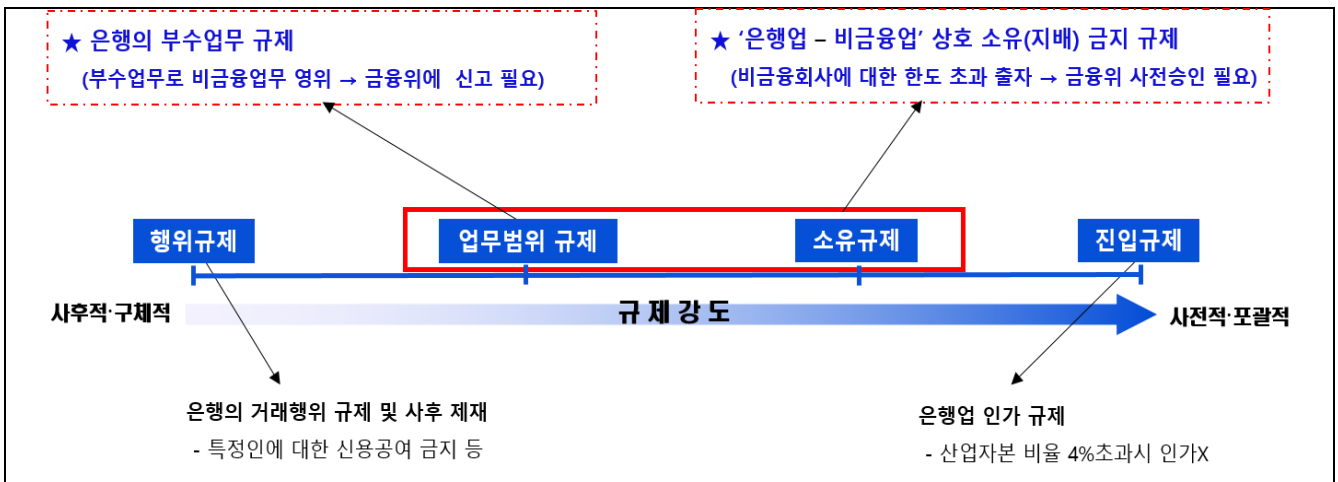 ★ 은행의 부수업무 규제
(부수업무로 비금융업무 영위 → 금융위에 신고 필요)
★ ‘은행업 – 비금융업’ 상호 소유(지배) 금지 규제
(비금융회사에 대한 한도 초과 출자 → 금융위 사전승인 필요)
행위규제
업무범위 규제
소유규제
진입규제
사후적·구체적
규제강도
사전적·포괄적
은행의 거래행위 규제 및 사후 제재
- 특정인에 대한 신용공여 금지 등
은행업 인가 규제
- 산업자본 비율 4%초과시 인가X